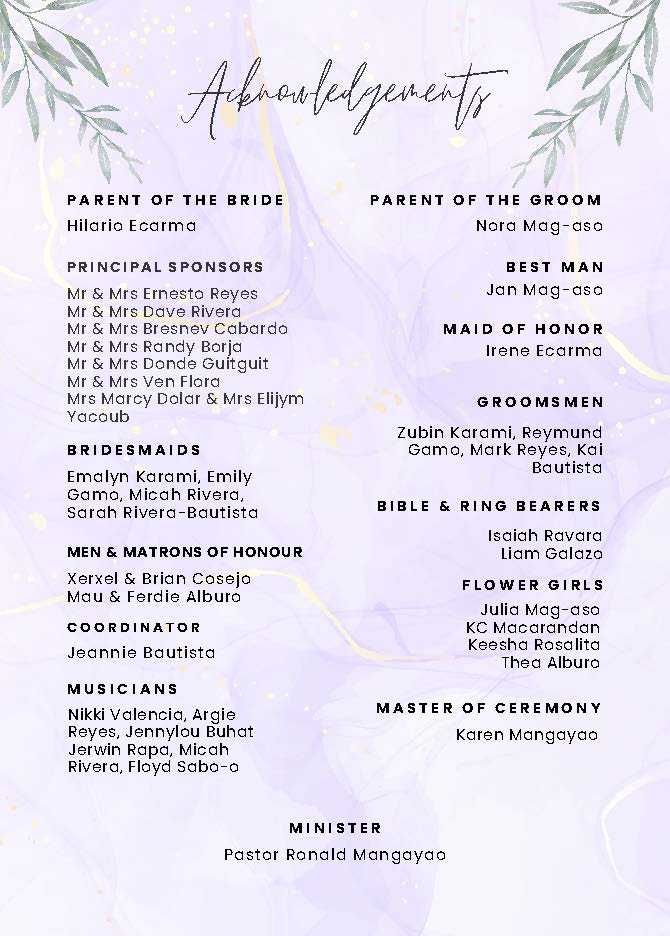 Acknowledgements
PARENT OF THE BRIDE
Hilario Ecarma
PRINCIPAL SPONSORS
Mr & Mrs Ernesto Reyes
Mr & Mrs Dave Rivera
Mr & Mrs Bresnev Cabardo
Mr & Mrs Randy Borja
Mr & Mrs Donde Guitguit
Mr & Mrs Ven Flora
Mrs Marcy Dolar & Mrs Elijym
Yacoub
BRIDESMAIDS
Emalyn Karami, Emily
Gamo, Micah Rivera,
Sarah Rivera-Bautista
MEN & MATRONS OF HONOUR
Xerxel & Brian Cosejo
Mau & Ferdie Alburo
COORDINATOR
Jeannie Bautista
MUSICIANS
Nikki Valencia, Argie
Reyes, Jennylou Buhat
Jerwin Rapa, Micah
Rivera, Floyd Sabo-o
PARENT OF THE GROOM
Nora Mag-aso
BEST MAN
Jan Mag-aso
MAID OF HONOR
Irene Ecarma
GROOMSMEN
Zubin Karami, Reymund
Gamo, Mark Reyes, Kai
Bautista
BIBLE & RING BEARERS
Isaiah Ravara
Liam Galazo
FLOWER GIRLS
Julia Mag-aso
KC Macarandan
Keesha Rosalita
Thea Alburo
MASTER OF CEREMONY
Karen Mangayao
MINISTER
Pastor Ronald Mangayao